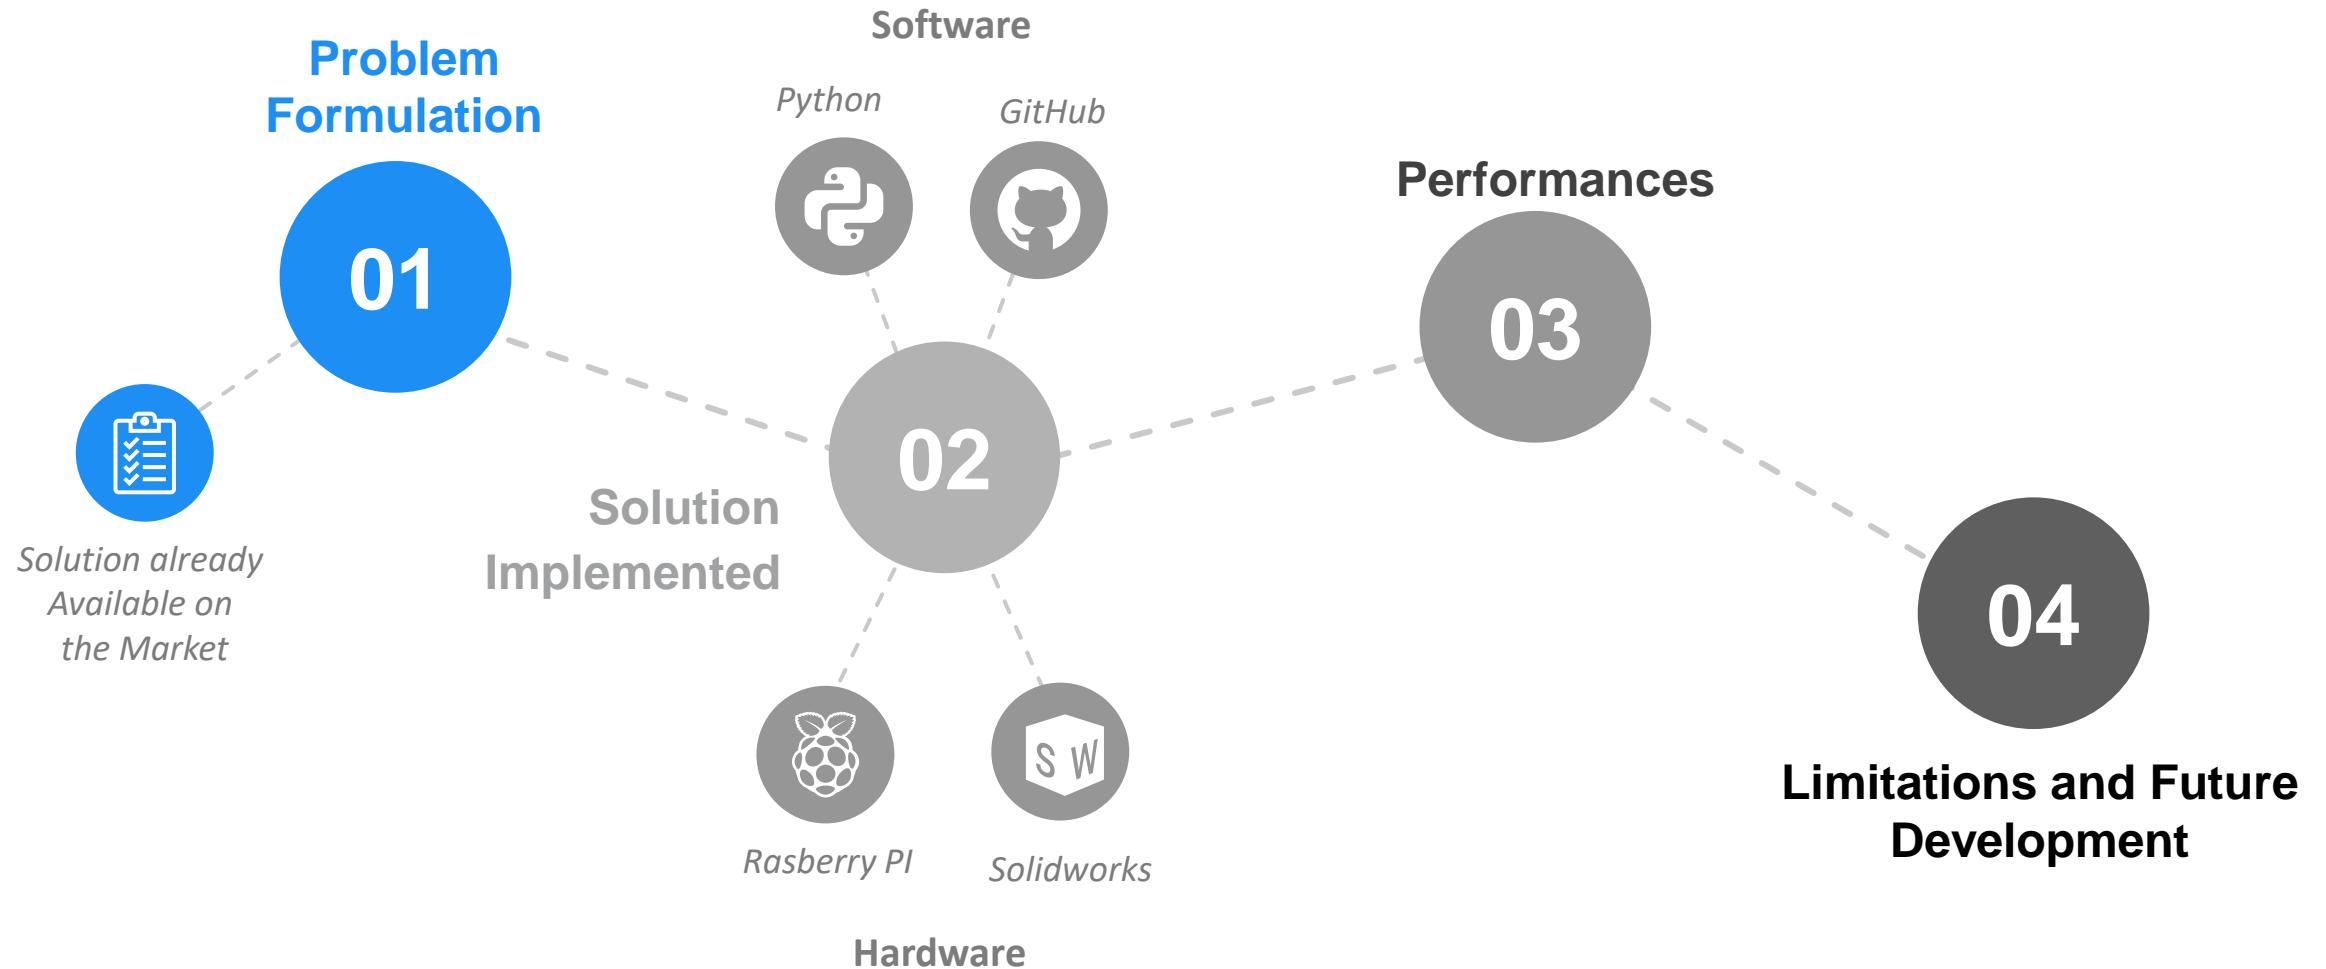 Problem
Formulation
01
Solution already
Available on
the Market
Software
Python
GitHub
02
Solution
Implemented
S W
Rasberry PI
Solidworks
Hardware
Performances
03
04
Limitations and Future
Development